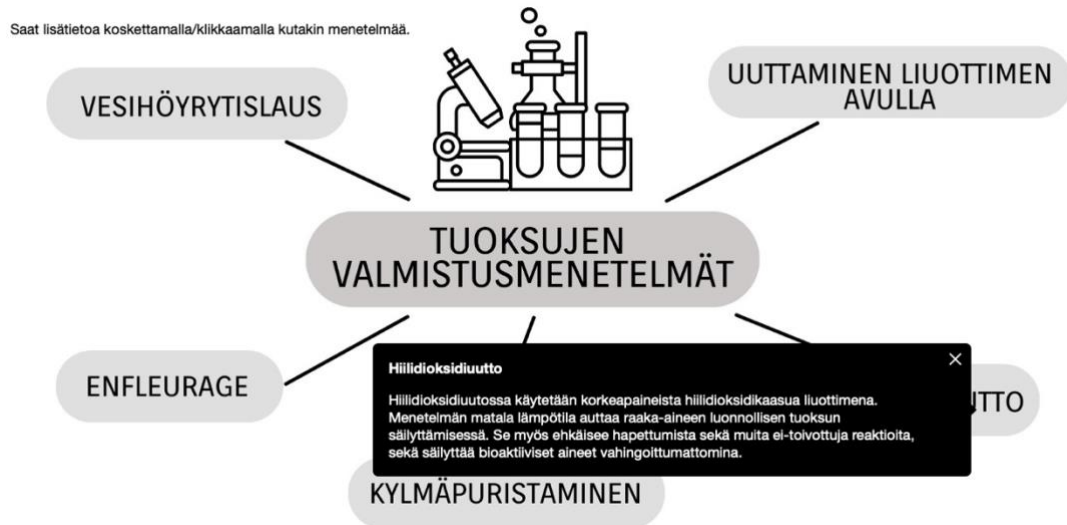 Saat lisätietoa koskettamalla/klikkaamalla kutakin menetelmää.
VESIHÖYRYTISLAUS
UUTTAMINEN LIUOTTIMEN
AVULLA
TUOKSUJEN
VALMISTUSMENETELMÄT
ENFLEURAGE
Hiilidioksidiuutto
Hiilidioksidiuutossa käytetään korkeapaineista hiilidioksidikaasua liuottimena.
Menetelmän matala lämpötila auttaa raaka-aineen luonnollisen tuoksun
säilyttämisessä. Se myös ehkäisee hapettumista sekä muita ei-toivottuja reaktioita,
sekä säilyttää bioaktiiviset aineet vahingoittumattomina.
KYLMÄPURISTAMINEN